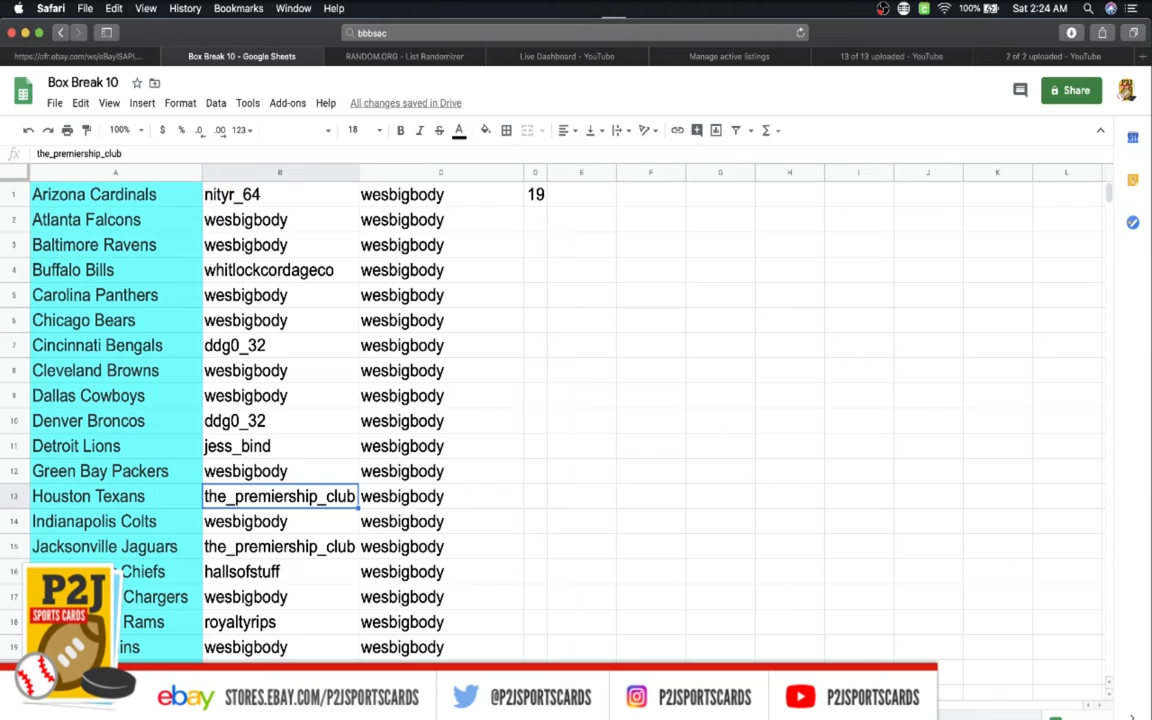 Safari File Edit View History Bookmarks Window Help 100% Sat 2:24 AM
bbbsac
https://ofr.ebay.com/ws/eBayISAPI... Box Break 10 - Google Sheets RANDOM.ORG - List Randomizer Live Dashboard - YouTube Manage active listings 13 of 13 uploaded - YouTube 2 of 2 uploaded - YouTube
Box Break 10
File Edit View Insert Format Data Tools Add-ons Help All changes saved in Drive
Share
100% $ % .0 .00 123 18 B I S A
fx the_premiership_club
A B C D E F G H I J K L
1 Arizona Cardinals nityr_64 wesbigbody 19
2 Atlanta Falcons wesbigbody wesbigbody
3 Baltimore Ravens wesbigbody wesbigbody
4 Buffalo Bills whitlockcordageco wesbigbody
5 Carolina Panthers wesbigbody wesbigbody
6 Chicago Bears wesbigbody wesbigbody
7 Cincinnati Bengals ddg0_32 wesbigbody
8 Cleveland Browns wesbigbody wesbigbody
9 Dallas Cowboys wesbigbody wesbigbody
10 Denver Broncos ddg0_32 wesbigbody
11 Detroit Lions jess_bind wesbigbody
12 Green Bay Packers wesbigbody wesbigbody
13 Houston Texans the_premiership_club wesbigbody
14 Indianapolis Colts wesbigbody wesbigbody
15 Jacksonville Jaguars the_premiership_club wesbigbody
16 Chiefs hallsofstuff wesbigbody
17 Chargers wesbigbody wesbigbody
18 Rams royaltyrips wesbigbody
19 ins wesbigbody wesbigbody
P2J
SPORTS CARDS
ebay STORES.EBAY.COM/P2JSPORTSCARDS @P2JSPORTSCARDS P2JSPORTSCARDS P2JSPORTSCARDS